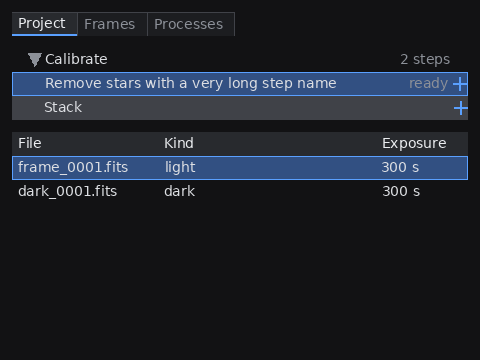 Project Frames Processes
Calibrate 2 steps
Remove stars with a very long step name ready
Stack
File Kind Exposure
frame_0001.fits light 300 s
dark_0001.fits dark 300 s